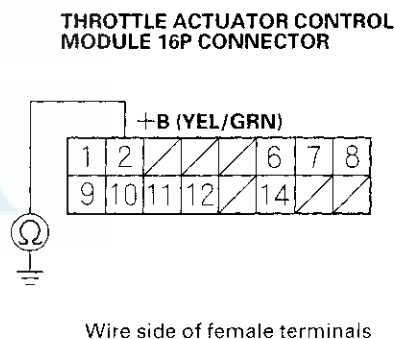 THROTTLE ACTUATOR CONTROL
MODULE 16P CONNECTOR
+B (YEL/GRN)
1 2 6 7 8
9 10 11 12 14
Ω
Wire side of female terminals